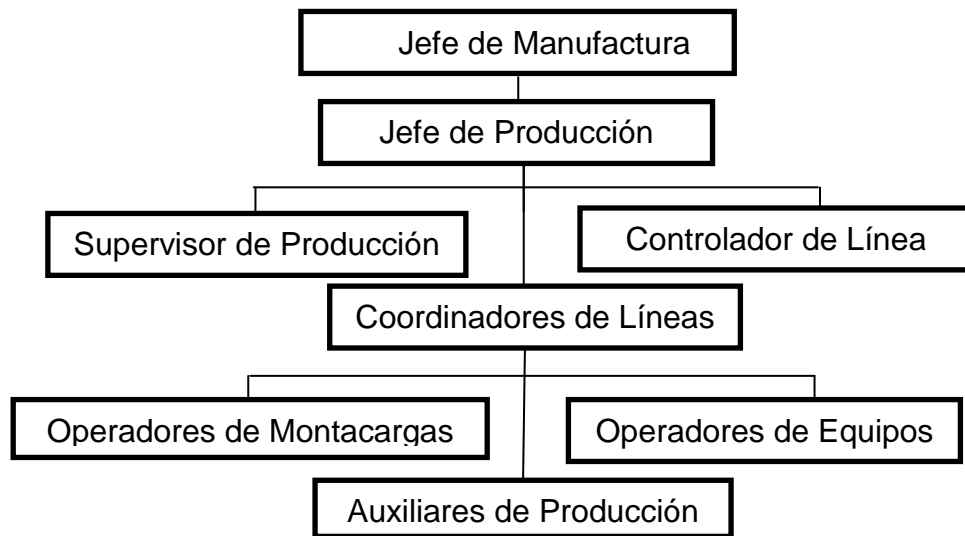 Jefe de Manufactura
Jefe de Producción
Supervisor de Producción
Controlador de Línea
Coordinadores de Líneas
Operadores de Montacargas
Operadores de Equipos
Auxiliares de Producción